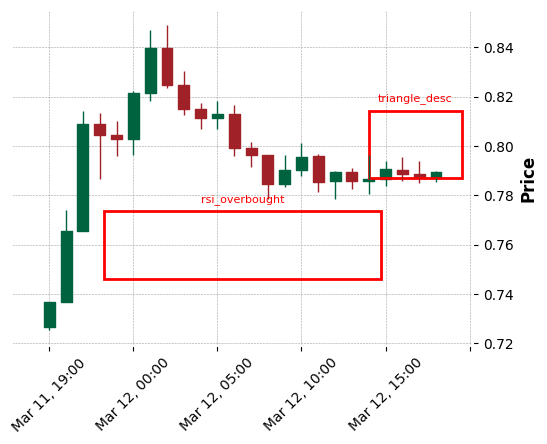 0.84
triangle_desc
0.82
0.80
0.78
rsi_overbought
0.76
0.74
0.72
Price
Mar 11, 19:00
Mar 12, 00:00
Mar 12, 05:00
Mar 12, 10:00
Mar 12, 15:00